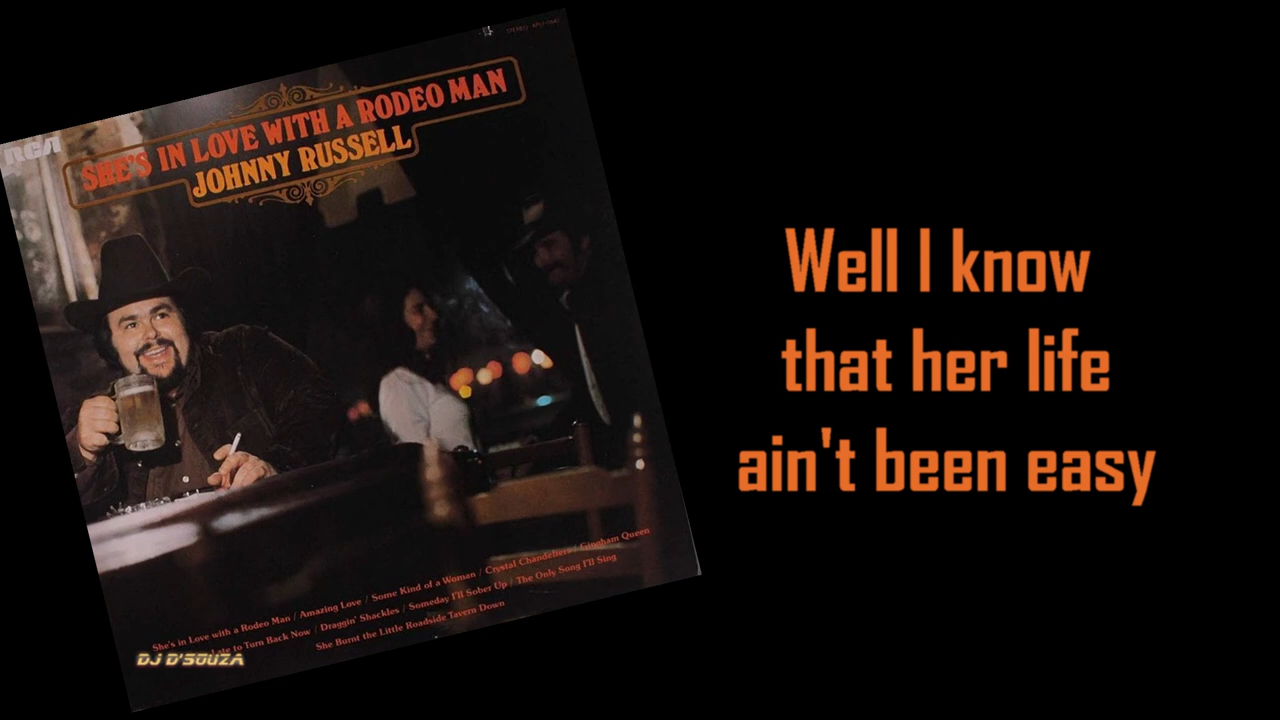 RCA
SHE'S IN LOVE WITH A RODEO MAN
JOHNNY RUSSELL
Well I know
that her life
ain't been easy
She's in Love with a Rodeo Man / Amazing Love / Some Kind of a Woman / Crystal Chandeliers / Gingham Queen
Late to Turn Back Now / Draggin' Shackles / Someday I'll Sober Up / The Only Song I'll Sing
She Burnt the Little Roadside Tavern Down
DJ D'SOUZA